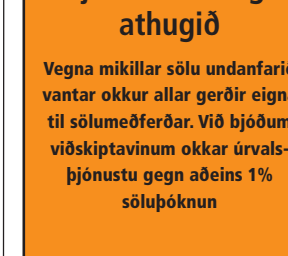 athugið
Vegna mikillar sölu undanfarið
vantar okkur allar gerðir eigna
til sölumeðferðar. Við bjóðum
viðskiptavinum okkar úrvals-
þjónustu gegn aðeins 1%
söluþóknun